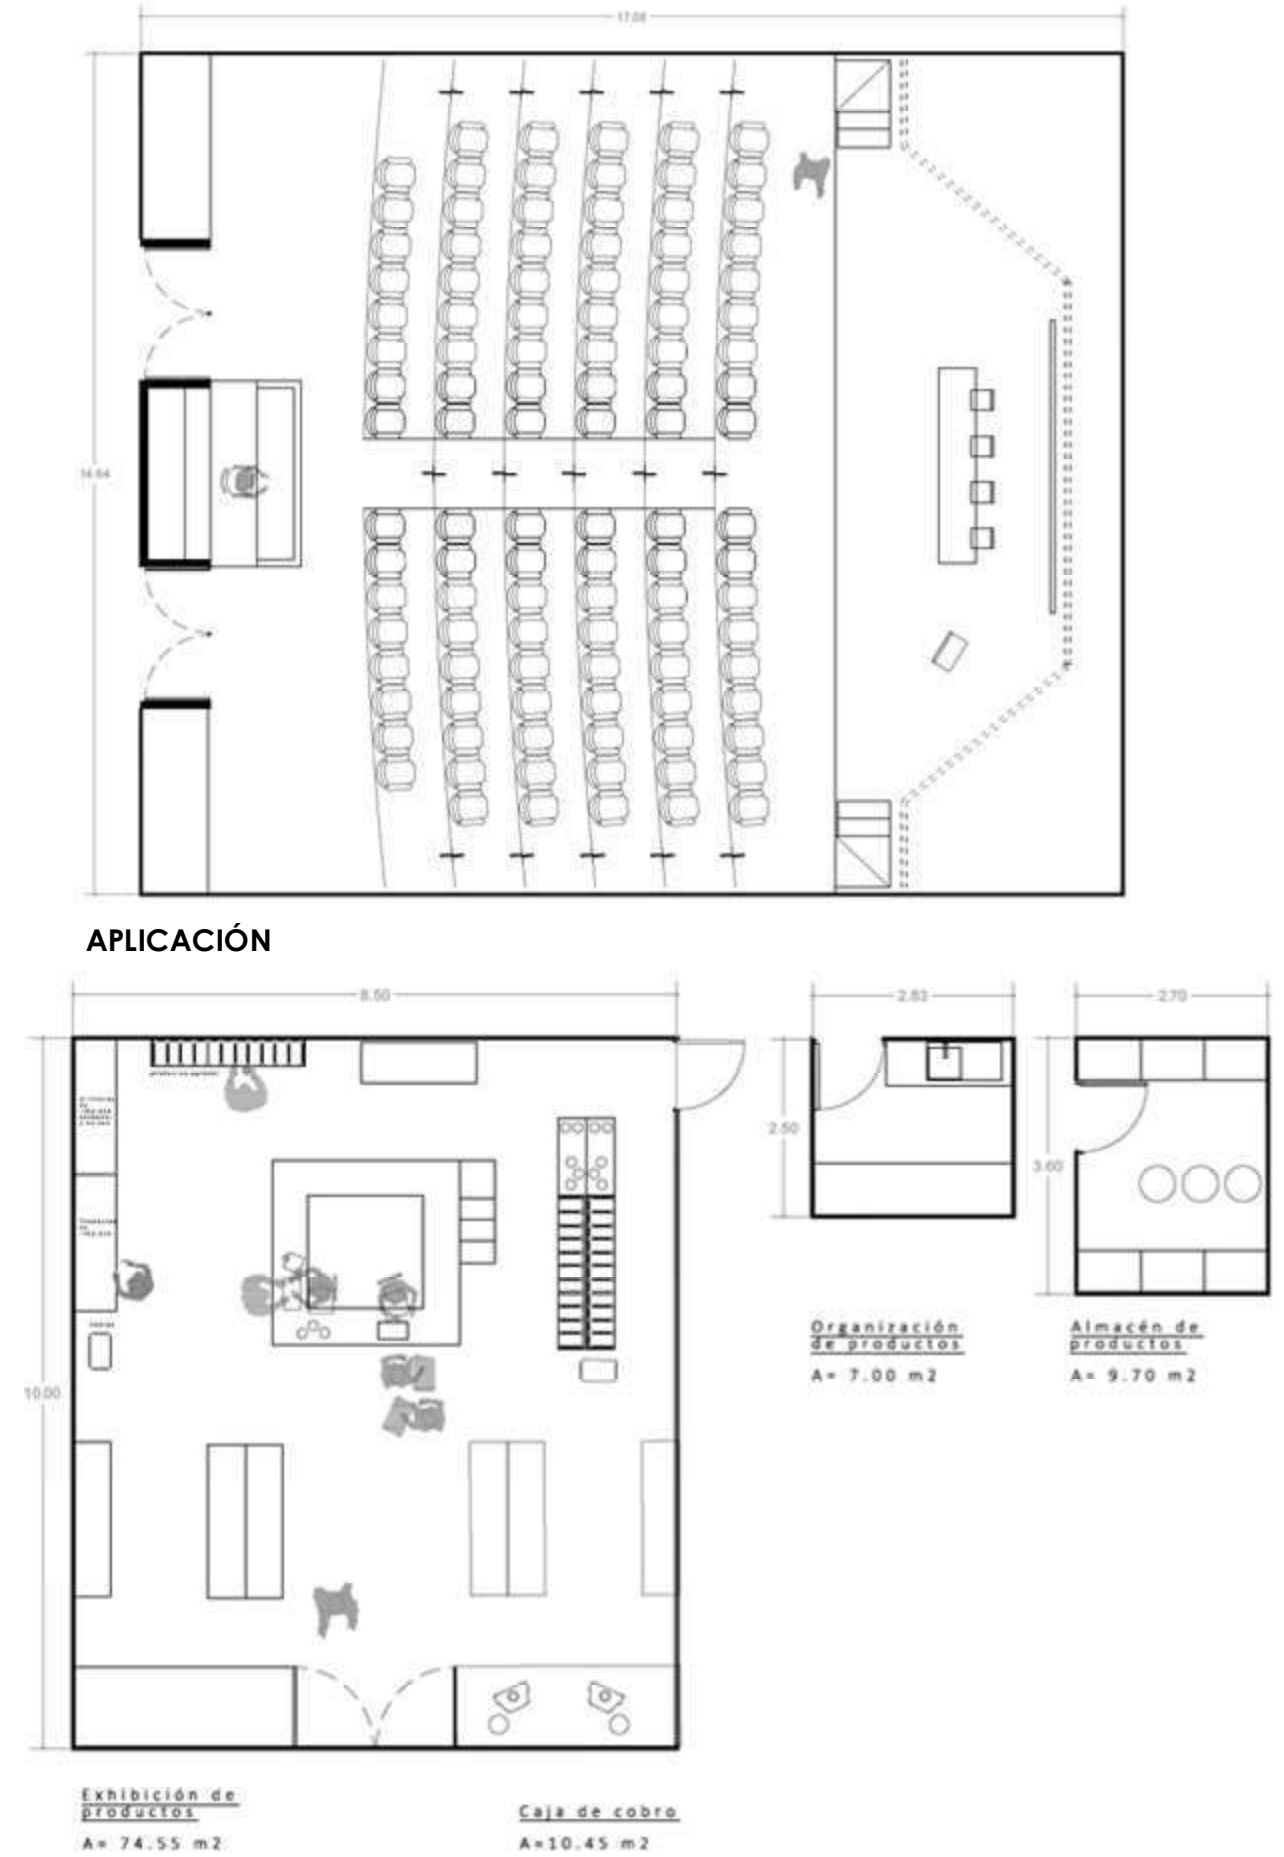 17.08
14.64
APLICACIÓN
8.50
2.83
2.70
2.50
3.60
10.00
Organización
de productos
A= 7.00 m2
Almacén de
productos
A= 9.70 m2
Exhibición de
productos
A= 74.55 m2
Caja de cobro
A=10.45 m2